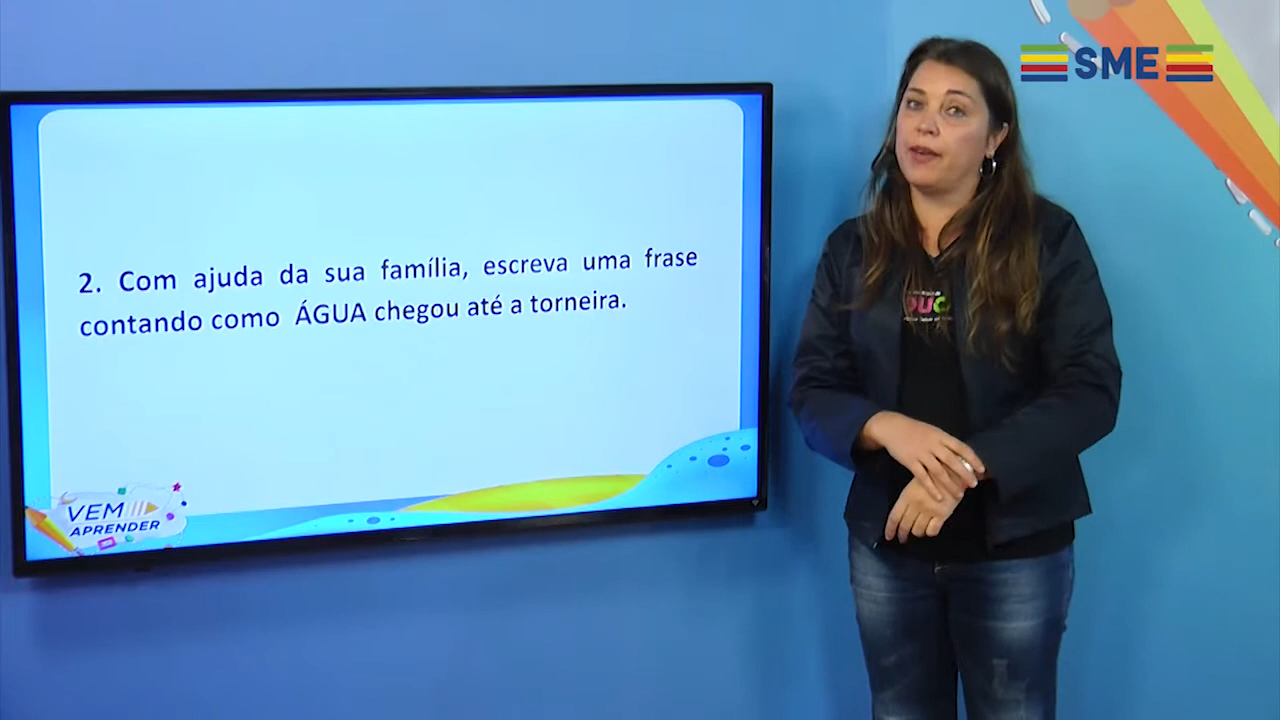 SME
2. Com ajuda da sua família, escreva uma frase
contando como ÁGUA chegou até a torneira.
VEM
APRENDER